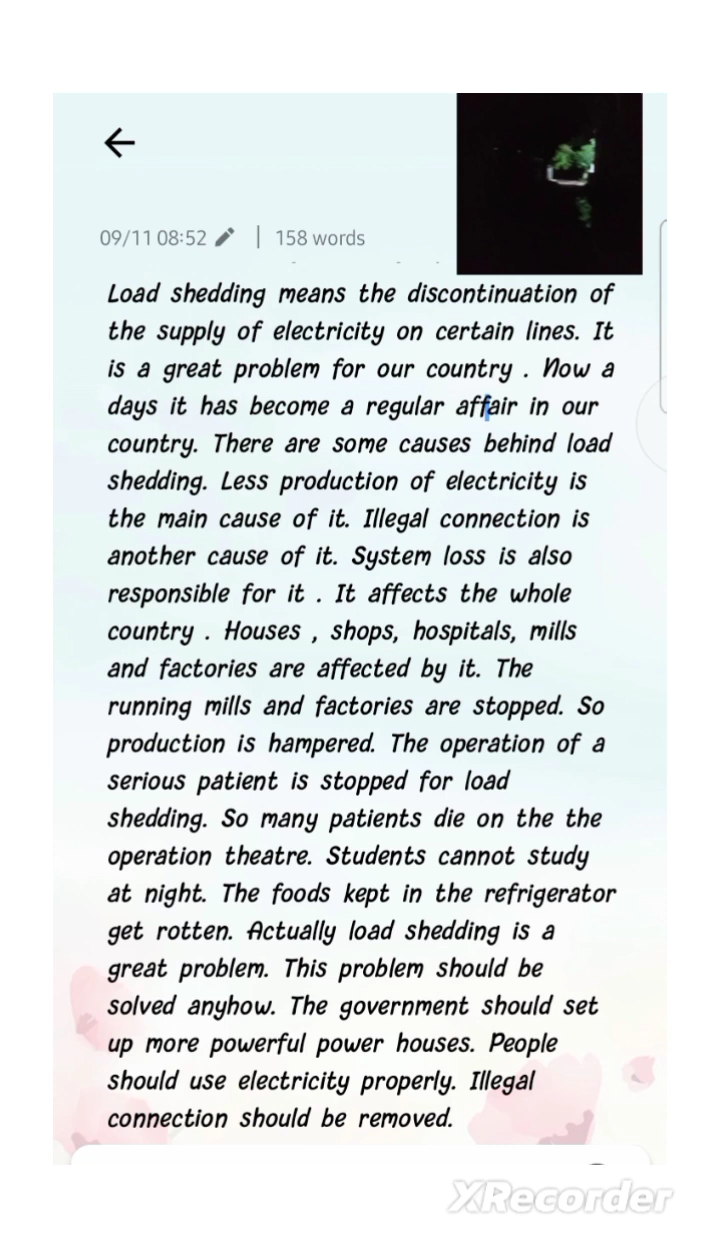 09/11 08:52 | 158 words
Load shedding means the discontinuation of
the supply of electricity on certain lines. It
is a great problem for our country . Now a
days it has become a regular affair in our
country. There are some causes behind load
shedding. Less production of electricity is
the main cause of it. Illegal connection is
another cause of it. System loss is also
responsible for it . It affects the whole
country . Houses , shops, hospitals, mills
and factories are affected by it. The
running mills and factories are stopped. So
production is hampered. The operation of a
serious patient is stopped for load
shedding. So many patients die on the the
operation theatre. Students cannot study
at night. The foods kept in the refrigerator
get rotten. Actually load shedding is a
great problem. This problem should be
solved anyhow. The government should set
up more powerful power houses. People
should use electricity properly. Illegal
connection should be removed.
XRecorder